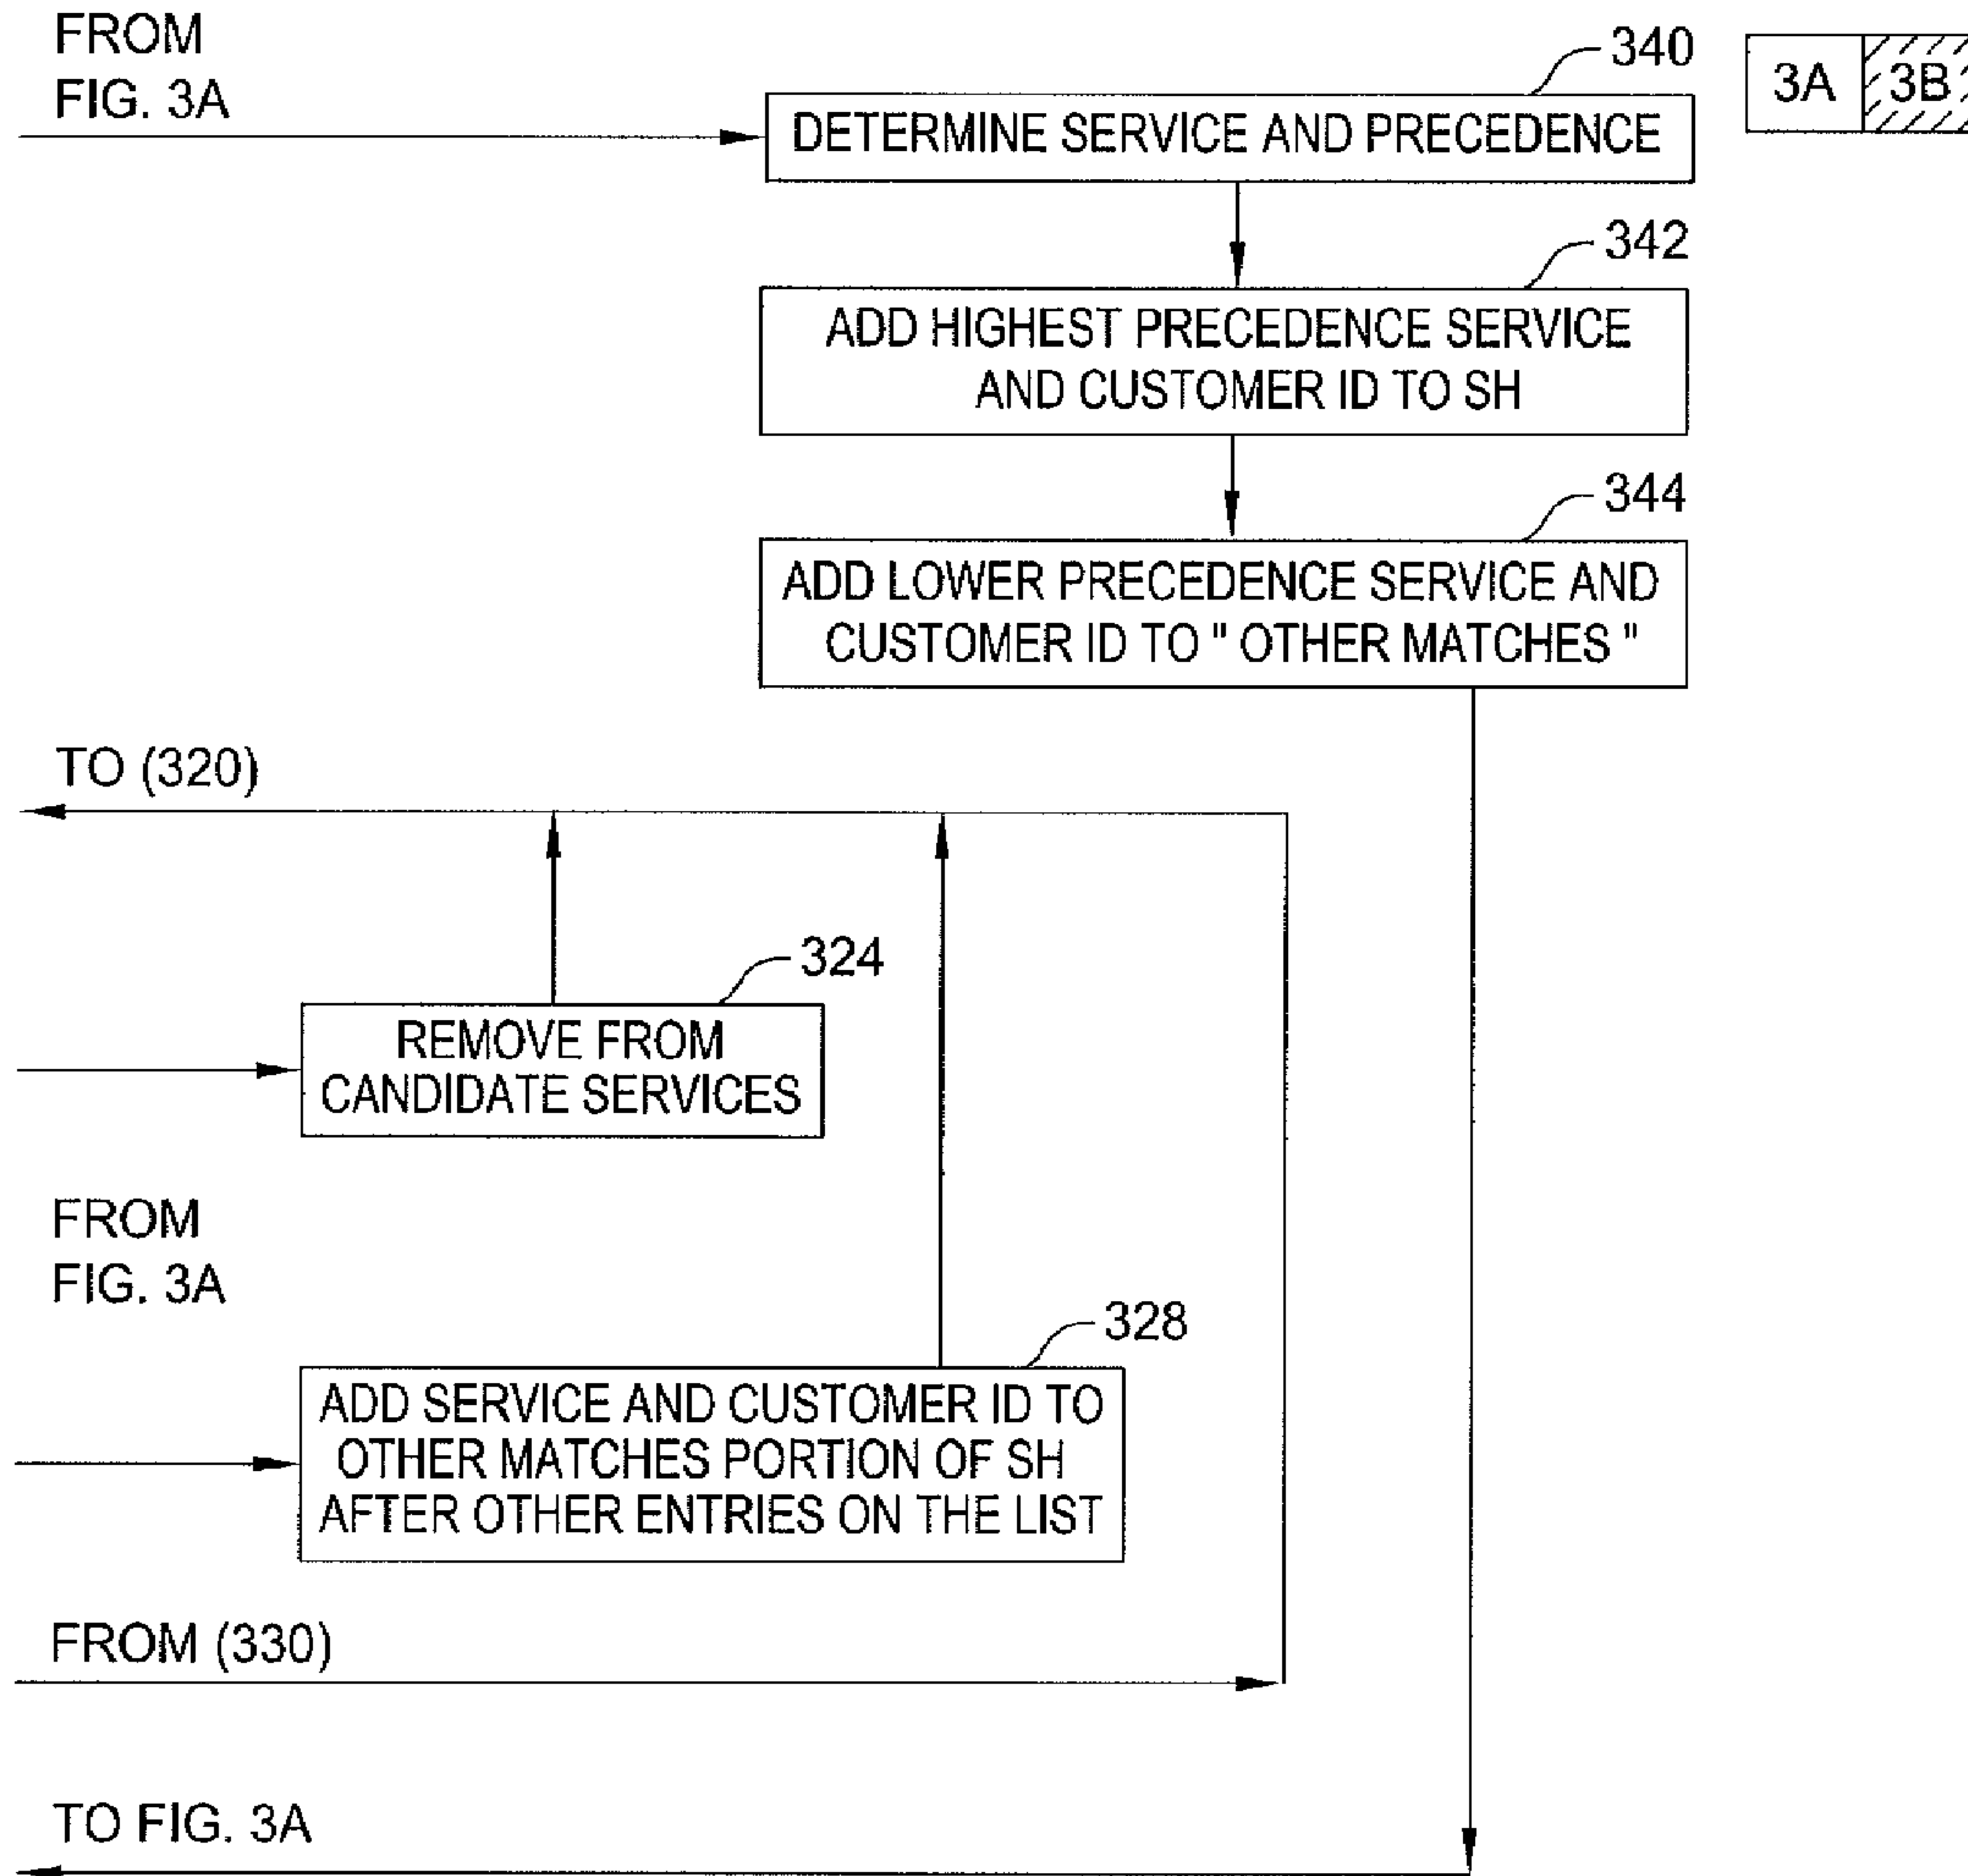 FROM
FIG. 3A
340
3A 3B
DETERMINE SERVICE AND PRECEDENCE
342
ADD HIGHEST PRECEDENCE SERVICE
AND CUSTOMER ID TO SH
344
ADD LOWER PRECEDENCE SERVICE AND
CUSTOMER ID TO " OTHER MATCHES "
TO (320)
324
REMOVE FROM
CANDIDATE SERVICES
FROM
FIG. 3A
328
ADD SERVICE AND CUSTOMER ID TO
OTHER MATCHES PORTION OF SH
AFTER OTHER ENTRIES ON THE LIST
FROM (330)
TO FIG. 3A